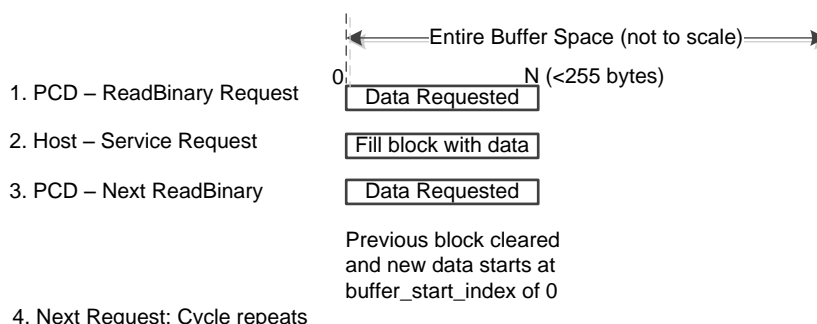 Entire Buffer Space (not to scale)
0
N (<255 bytes)
1. PCD – ReadBinary Request
Data Requested
2. Host – Service Request
Fill block with data
3. PCD – Next ReadBinary
Data Requested
Previous block cleared
and new data starts at
buffer_start_index of 0
4. Next Request: Cycle repeats